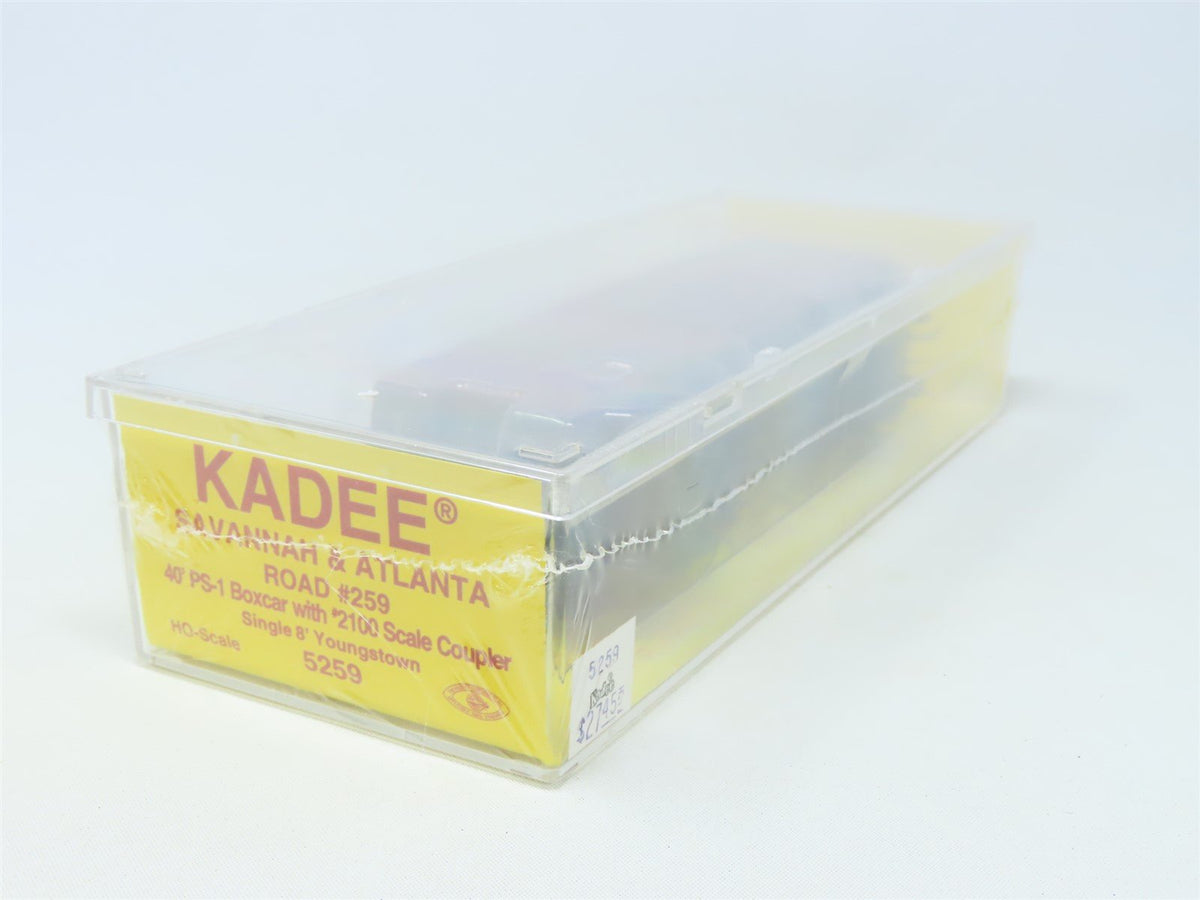 KADEE®
SAVANNAH & ATLANTA
ROAD #259
40' PS-1 Boxcar with #2100 Scale Coupler
Single 8' Youngstown
HO-Scale
5259
5259
$27.45